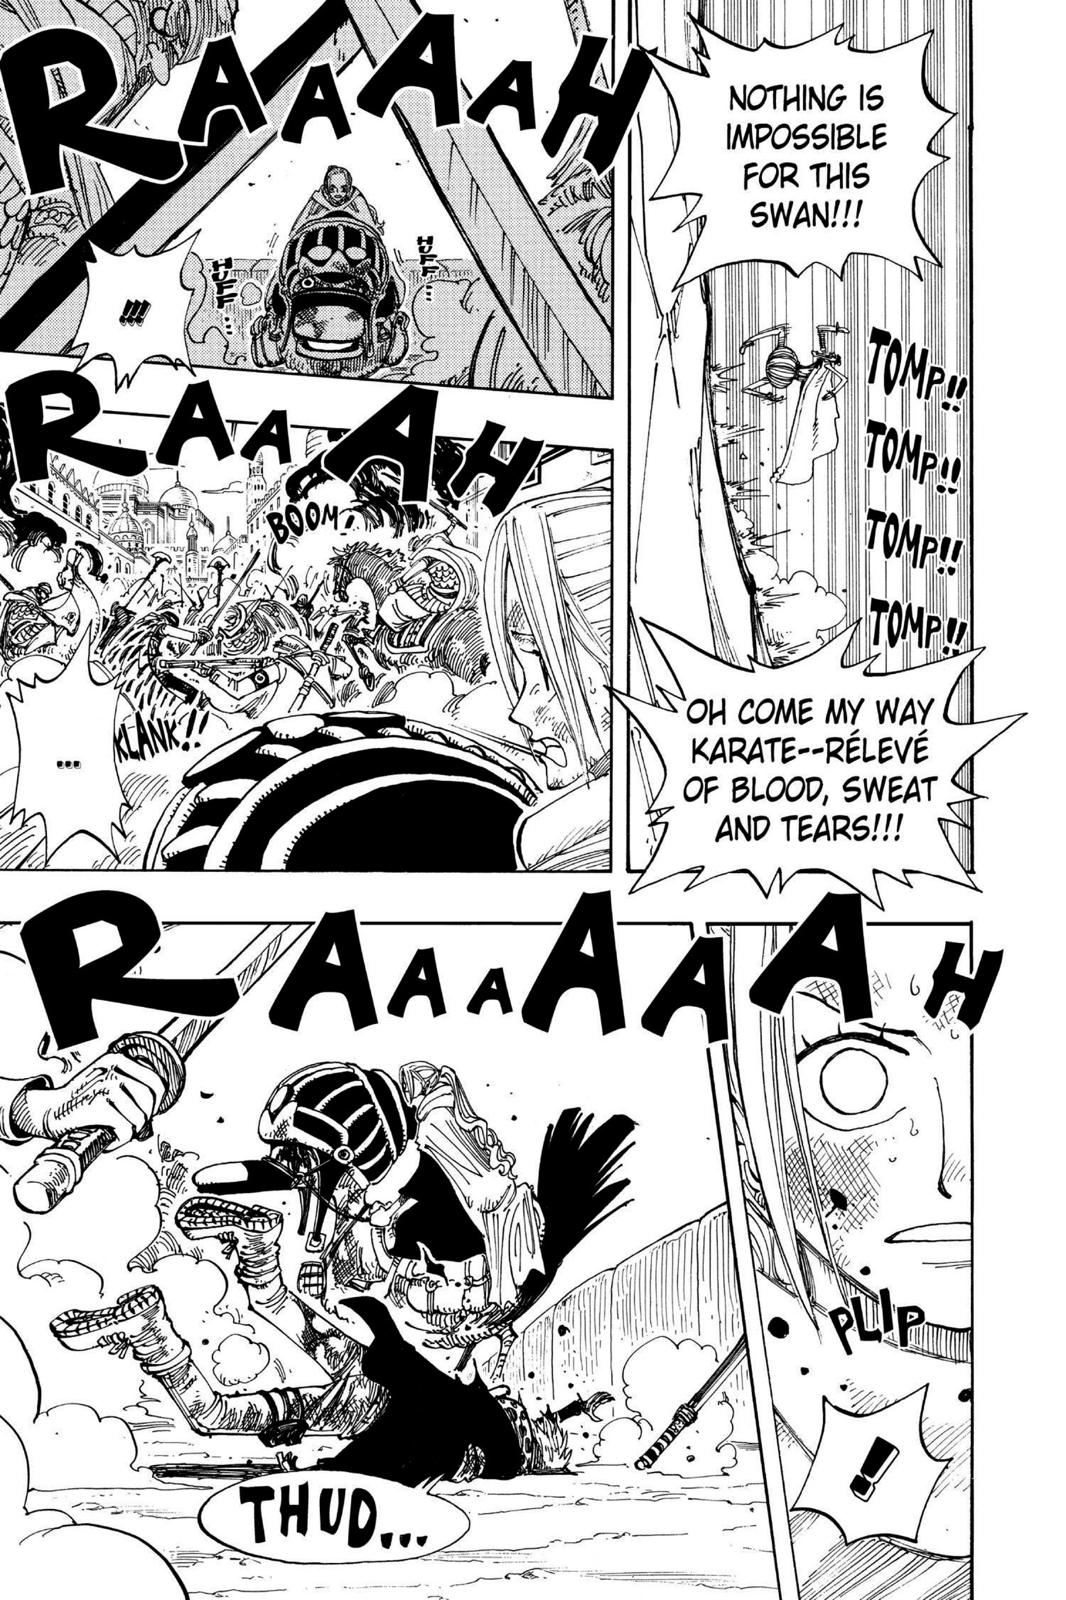 NOTHING IS
IMPOSSIBLE
FOR THIS
SWAN!!!
TOMP!!
TOMP!!
TOMP!!
TOMP!!
OH COME MY WAY
KARATE--RÉLEVÉ
OF BLOOD, SWEAT
AND TEARS!!!
RAAAAH
HUFF...
HUFF...
!!!
RAAAH
BOOM!
KLANK!!
...
RAAAAAAH
PLIP
!!
THUD...